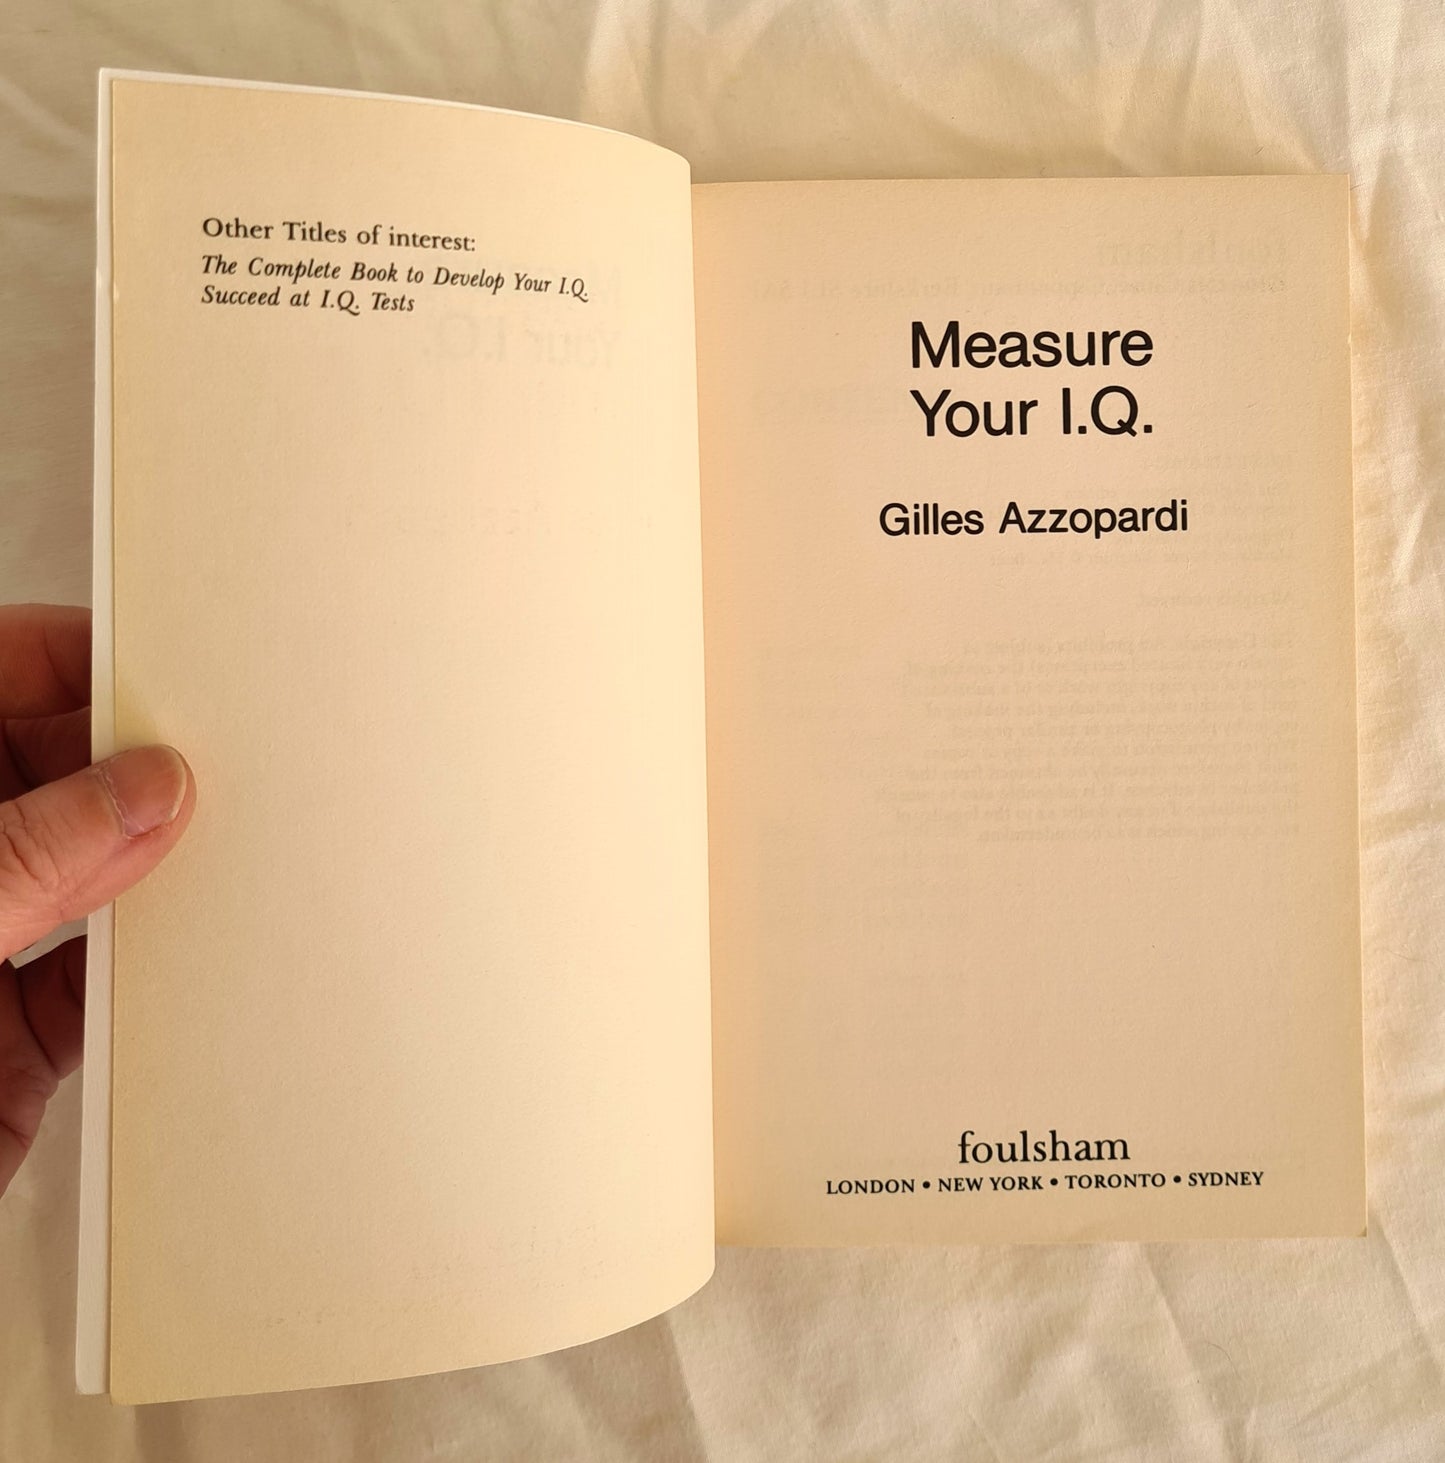 Other Titles of interest:
The Complete Book to Develop Your I.Q.
Succeed at I.Q. Tests
Measure
Your I.Q.
Gilles Azzopardi
foulsham
LONDON • NEW YORK • TORONTO • SYDNEY